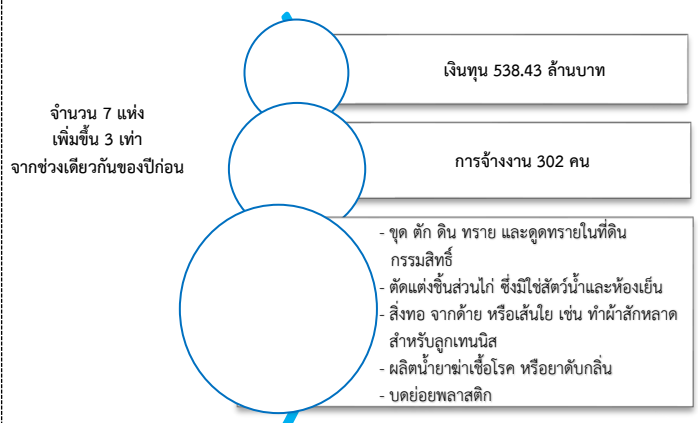 จำนวน 7 แห่ง
เพิ่มขึ้น 3 เท่า
จากช่วงเดียวกันของปีก่อน
เงินทุน 538.43 ล้านบาท
การจ้างงาน 302 คน
- ขุด ตัก ดิน ทราย และดูดทรายในที่ดิน
กรรมสิทธิ์
- ตัดแต่งชิ้นส่วนไก่ ซึ่งมิใช่สัตว์น้ำและห้องเย็น
- สิ่งทอ จากด้าย หรือเส้นใย เช่น ทำผ้าสักหลาด
สำหรับลูกเทนนิส
- ผลิตน้ำยาฆ่าเชื้อโรค หรือยาดับกลิ่น
- บดย่อยพลาสติก